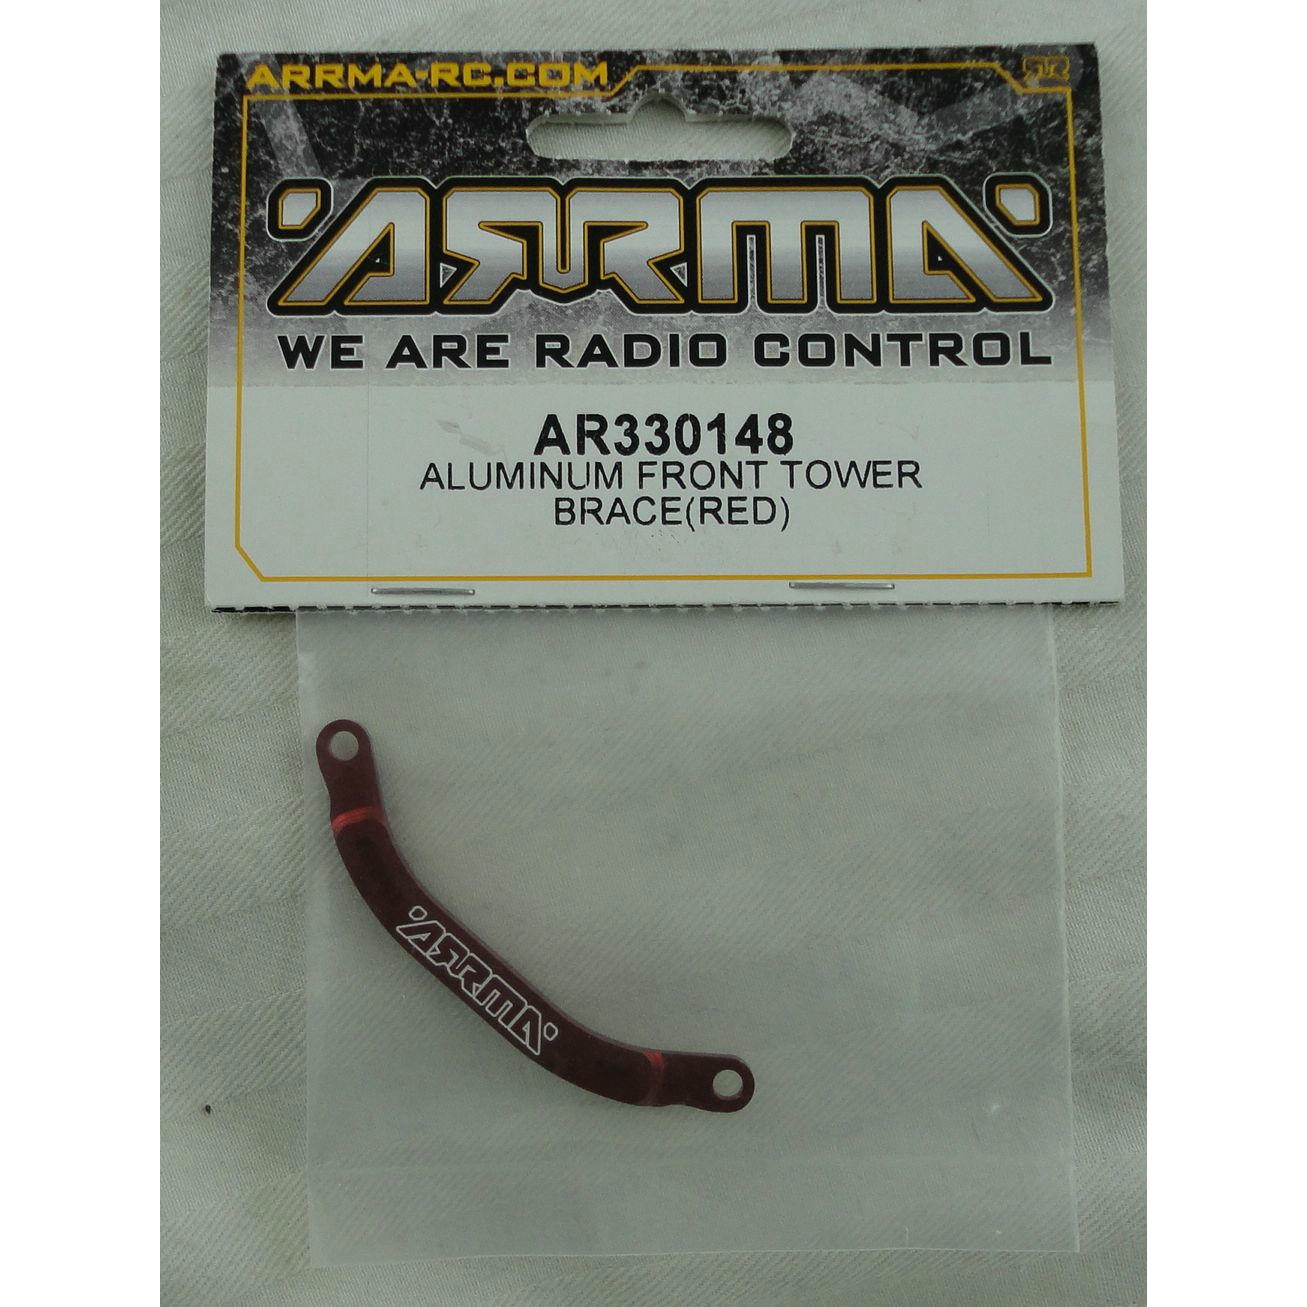 ARRMA-RC.COM
ARRMA
WE ARE RADIO CONTROL
AR330148
ALUMINUM FRONT TOWER
BRACE(RED)
ARRMA